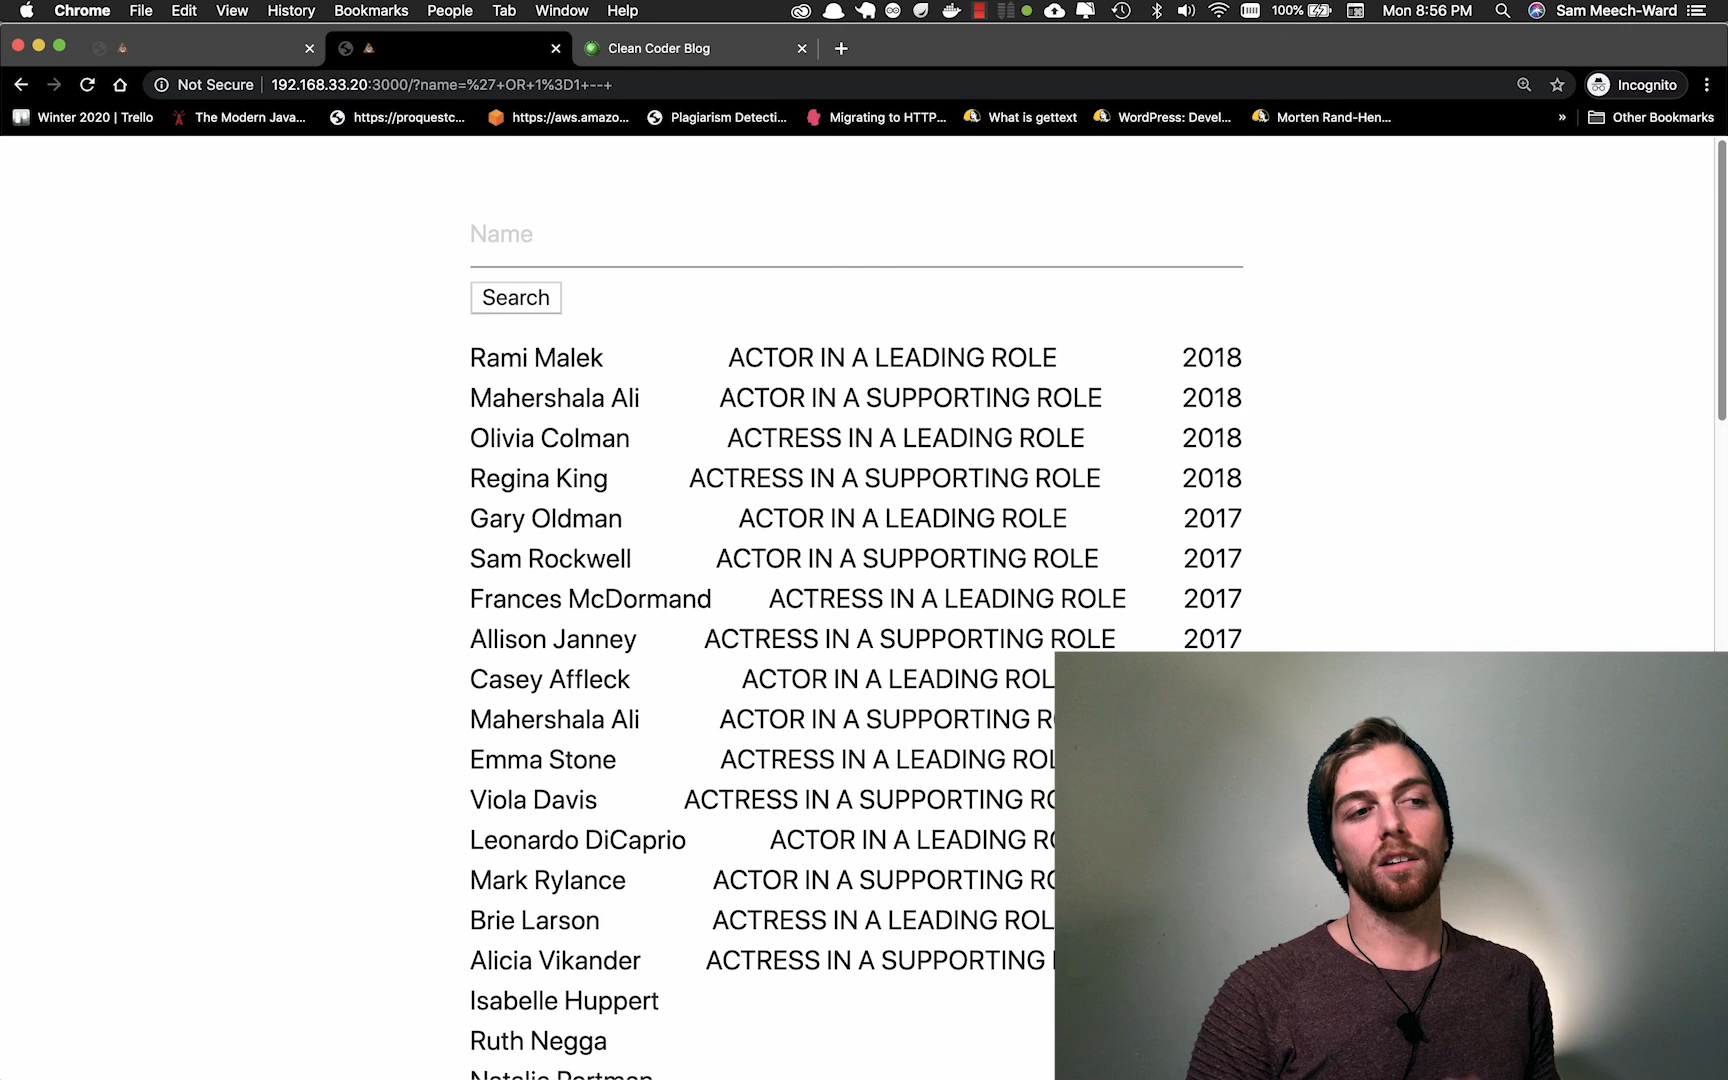 Chrome File Edit View History Bookmarks People Tab Window Help 100% Mon 8:56 PM Sam Meech-Ward
Clean Coder Blog
Not Secure 192.168.33.20:3000/?name=%27+OR+1%3D1+--+ Incognito
Winter 2020 | Trello The Modern Java... https://proquestc... https://aws.amazo... Plagiarism Detecti... Migrating to HTTP... What is gettext WordPress: Devel... Morten Rand-Hen... » Other Bookmarks
Name
Search
Rami Malek ACTOR IN A LEADING ROLE 2018
Mahershala Ali ACTOR IN A SUPPORTING ROLE 2018
Olivia Colman ACTRESS IN A LEADING ROLE 2018
Regina King ACTRESS IN A SUPPORTING ROLE 2018
Gary Oldman ACTOR IN A LEADING ROLE 2017
Sam Rockwell ACTOR IN A SUPPORTING ROLE 2017
Frances McDormand ACTRESS IN A LEADING ROLE 2017
Allison Janney ACTRESS IN A SUPPORTING ROLE 2017
Casey Affleck ACTOR IN A LEADING ROL
Mahershala Ali ACTOR IN A SUPPORTING R
Emma Stone ACTRESS IN A LEADING ROL
Viola Davis ACTRESS IN A SUPPORTING RO
Leonardo DiCaprio ACTOR IN A LEADING RO
Mark Rylance ACTOR IN A SUPPORTING RO
Brie Larson ACTRESS IN A LEADING ROL
Alicia Vikander ACTRESS IN A SUPPORTING
Isabelle Huppert
Ruth Negga
Natalie Portman